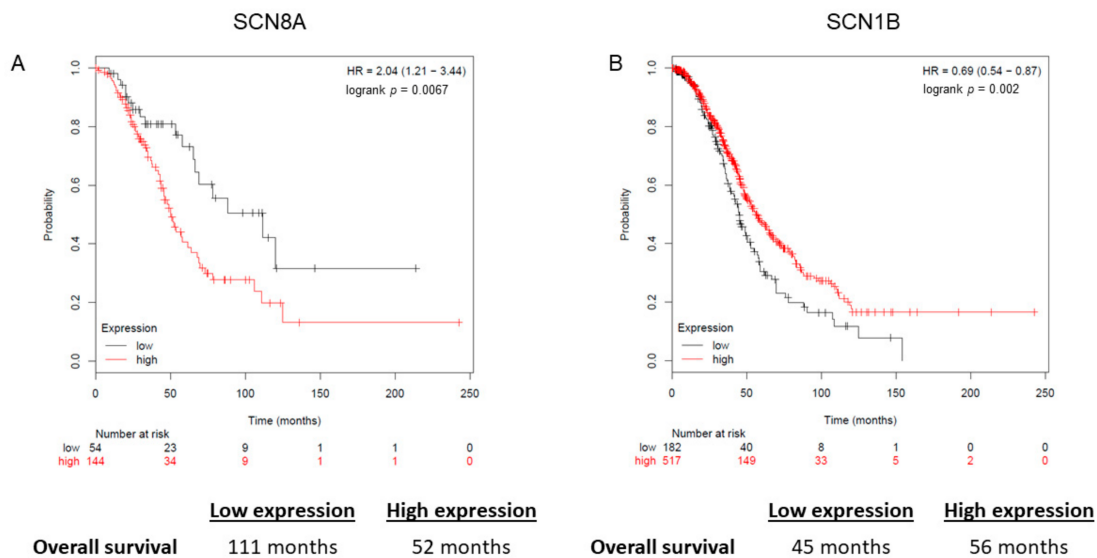 SCN8A
A
HR = 2.04 (1.21 − 3.44)
logrank p = 0.0067
Probability
1.0
0.8
0.6
0.4
0.2
0.0
Expression
low
high
0 50 100 150 200 250
Time (months)
Number at risk
low 54 23 9 1 1 0
high 144 34 9 1 1 0
Low expression High expression
Overall survival 111 months 52 months
SCN1B
B
HR = 0.69 (0.54 − 0.87)
logrank p = 0.002
Probability
1.0
0.8
0.6
0.4
0.2
0.0
Expression
low
high
0 50 100 150 200 250
Time (months)
Number at risk
low 182 40 8 1 0 0
high 517 149 33 5 2 0
Low expression High expression
Overall survival 45 months 56 months